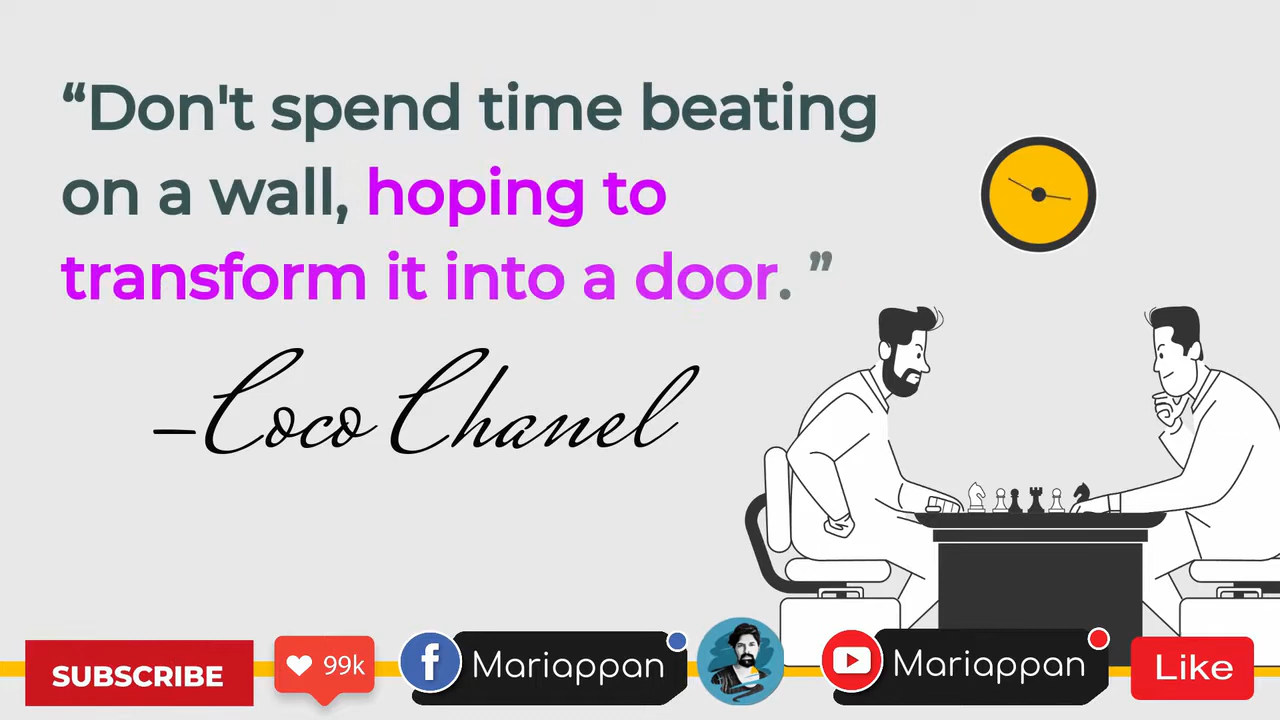 “Don't spend time beating
on a wall, hoping to
transform it into a door. ”
–Coco Chanel
SUBSCRIBE
99k
f Mariappan
Mariappan
Like